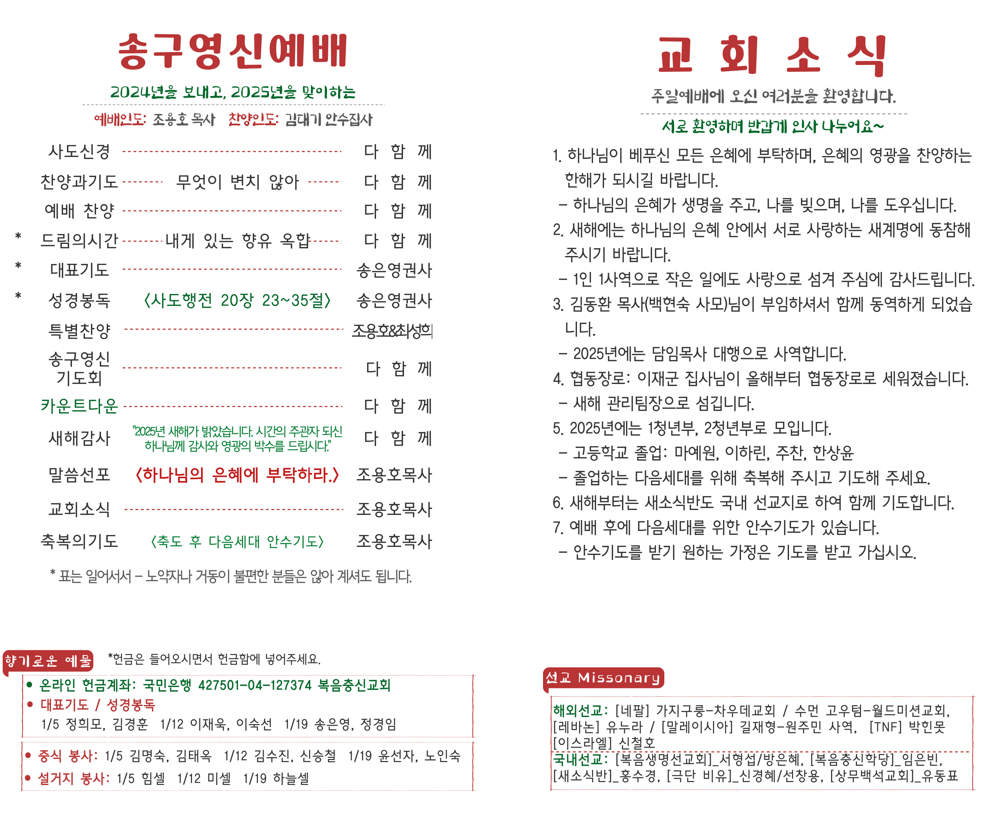 송구영신예배
2024년을 보내고, 2025년을 맞이하는
예배인도: 조용호 목사 찬양인도: 김대기 안수집사
사도신경 다 함 께
찬양과기도 무엇이 변치 않아 다 함 께
예배 찬양 다 함 께
* 드림의시간 내게 있는 향유 옥합 다 함 께
* 대표기도 송은영권사
* 성경봉독 <사도행전 20장 23~35절> 송은영권사
특별찬양 조용호&최성희
송구영신
기도회 다 함 께
카운트다운 다 함 께
새해감사 "2025년 새해가 밝았습니다. 시간의 주관자 되신
하나님께 감사와 영광의 박수를 드립시다." 다 함 께
말씀선포 <하나님의 은혜에 부탁하라.> 조용호목사
교회소식 조용호목사
축복의기도 <축도 후 다음세대 안수기도> 조용호목사
* 표는 일어서서 - 노약자나 거동이 불편한 분들은 않아 계셔도 됩니다.
향기로운 예물 *헌금은 들어오시면서 헌금함에 넣어주세요.
• 온라인 헌금계좌: 국민은행 427501-04-127374 복음충신교회
• 대표기도 / 성경봉독
1/5 정희모, 김경훈 1/12 이재욱, 이숙선 1/19 송은영, 정경임
• 중식 봉사: 1/5 김명숙, 김태옥 1/12 김수진, 신승철 1/19 윤선자, 노인숙
• 설거지 봉사: 1/5 힘셀 1/12 미셀 1/19 하늘셀
교 회 소 식
주일예배에 오신 여러분을 환영합니다.
서로 환영하며 반갑게 인사 나누어요~
1. 하나님이 베푸신 모든 은혜에 부탁하며, 은혜의 영광을 찬양하는
한해가 되시길 바랍니다.
- 하나님의 은혜가 생명을 주고, 나를 빚으며, 나를 도우십니다.
2. 새해에는 하나님의 은혜 안에서 서로 사랑하는 새계명에 동참해
주시기 바랍니다.
- 1인 1사역으로 작은 일에도 사랑으로 섬겨 주심에 감사드립니다.
3. 김동환 목사(백현숙 사모)님이 부임하셔서 함께 동역하게 되었습
니다.
- 2025년에는 담임목사 대행으로 사역합니다.
4. 협동장로: 이재군 집사님이 올해부터 협동장로로 세워졌습니다.
- 새해 관리팀장으로 섬깁니다.
5. 2025년에는 1청년부, 2청년부로 모입니다.
- 고등학교 졸업: 마예원, 이하린, 주찬, 한상윤
- 졸업하는 다음세대를 위해 축복해 주시고 기도해 주세요.
6. 새해부터는 새소식반도 국내 선교지로 하여 함께 기도합니다.
7. 예배 후에 다음세대를 위한 안수기도가 있습니다.
- 안수기도를 받기 원하는 가정은 기도를 받고 가십시오.
선교 Missonary
해외선교: [네팔] 가지구룽-차우데교회 / 수먼 고우텀-월드미션교회,
[레바논] 유누라 / [말레이시아] 길재형-원주민 사역, [TNF] 박힌못
[이스라엘] 신철호
국내선교: [복음생명선교회]_서형섭/방은혜, [복음충신학당]_임은빈,
[새소식반]_홍수경, [극단 비유]_신경혜/선창용, [상무백석교회]_유동표